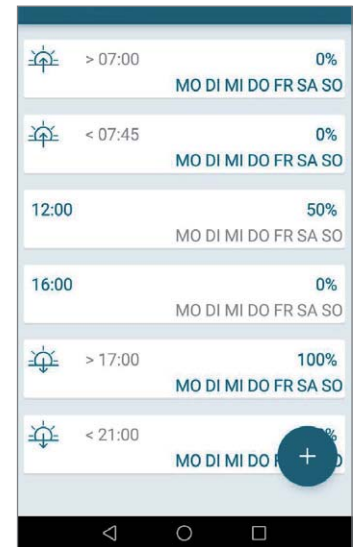 > 07:00 0%
MO DI MI DO FR SA SO
< 07:45 0%
MO DI MI DO FR SA SO
12:00 50%
MO DI MI DO FR SA SO
16:00 0%
MO DI MI DO FR SA SO
> 17:00 100%
MO DI MI DO FR SA SO
< 21:00 %
MO DI MI DO
+